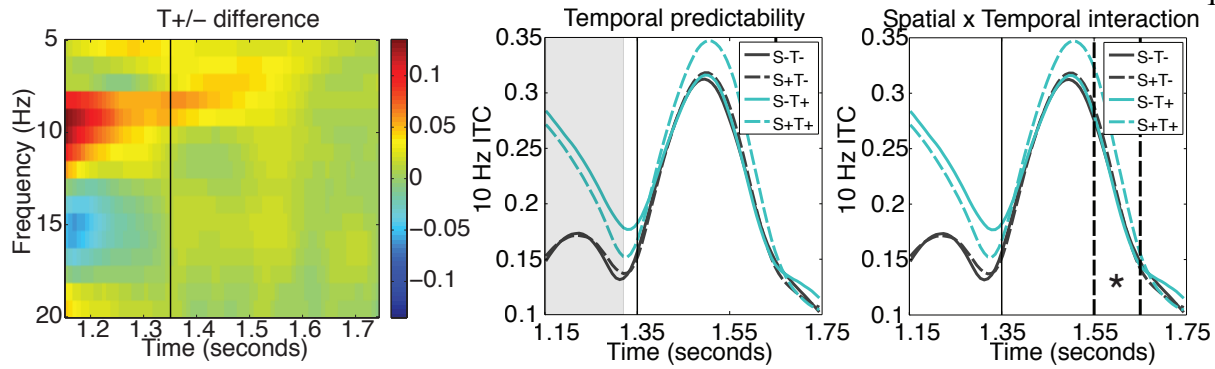 T+/− difference
5
10
15
20
Frequency (Hz)
1.2 1.3 1.4 1.5 1.6 1.7
Time (seconds)
0.1
0.05
0
−0.05
−0.1
Temporal predictability
0.35
0.3
0.25
0.2
0.15
0.1
10 Hz ITC
S-T-
S+T-
S-T+
S+T+
1.15 1.35 1.55 1.75
Time (seconds)
Spatial x Temporal interaction
0.35
0.3
0.25
0.2
0.15
0.1
10 Hz ITC
S-T-
S+T-
S-T+
S+T+
*
1.15 1.35 1.55 1.75
Time (seconds)